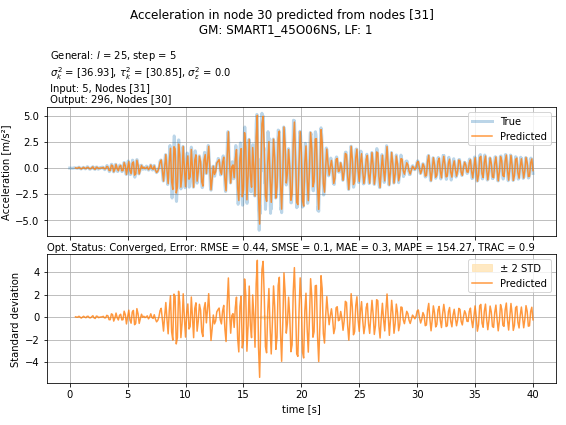 Acceleration in node 30 predicted from nodes [31]
GM: SMART1_45O06NS, LF: 1
General: l = 25, step = 5
σ²ₖ = [36.93], τ²ₖ = [30.85], σ²ₑ = 0.0
Input: 5, Nodes [31]
Output: 296, Nodes [30]
Acceleration [m/s²]
5.0
2.5
0.0
−2.5
−5.0
True
Predicted
Opt. Status: Converged, Error: RMSE = 0.44, SMSE = 0.1, MAE = 0.3, MAPE = 154.27, TRAC = 0.9
Standard deviation
4
2
0
−2
−4
± 2 STD
Predicted
0 5 10 15 20 25 30 35 40
time [s]